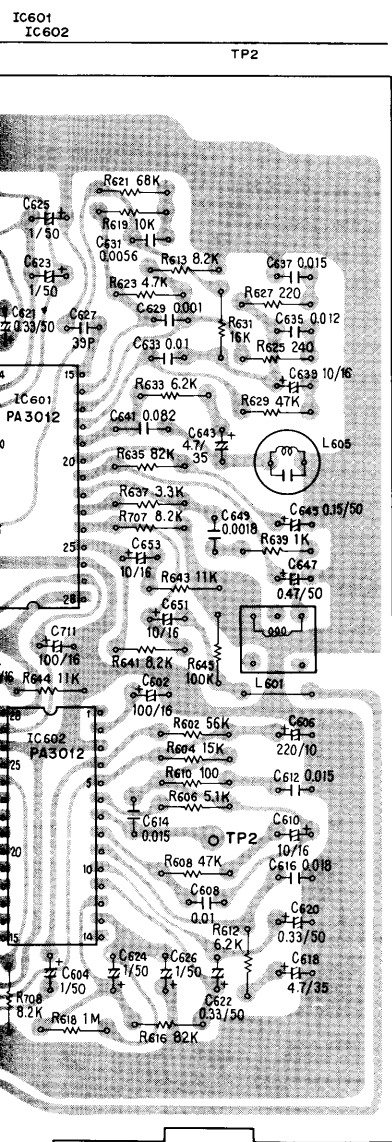 IC601
IC602
TP2
R621 68K
C625
1/50
R619 10K
C631
0.0056
C623
1/50
R613 8.2K
C637 0.015
R623 4.7K
R627 220
C621
0.33/50
C627
39P
C629 0.001
R631
16K
C635 0.012
C633 0.01
R625 240
15
C639 10/16
IC601
PA3012
R633 6.2K
R629 47K
C641 0.082
C643
4.7/
35
L605
20
R635 82K
R637 3.3K
R707 8.2K
C649
0.0018
C645 0.15/50
R639 1K
25
C653
10/16
C647
0.47/50
R643 11K
28
C651
10/16
C711
100/16
R641 8.2K
R645
100K
R644 11K
C602
100/16
L601
28
1
R602 56K
C606
220/10
IC602
PA3012
R604 15K
25
5
R610 100
C612 0.015
R606 5.1K
C614
0.015
TP2
C610
10/16
20
R608 47K
C616 0.018
10
C608
0.01
C620
0.33/50
R612
6.2K
15
14
C604
1/50
C624
1/50
C626
1/50
C618
4.7/35
C622
0.33/50
R708
8.2K
R618 1M
R616 82K